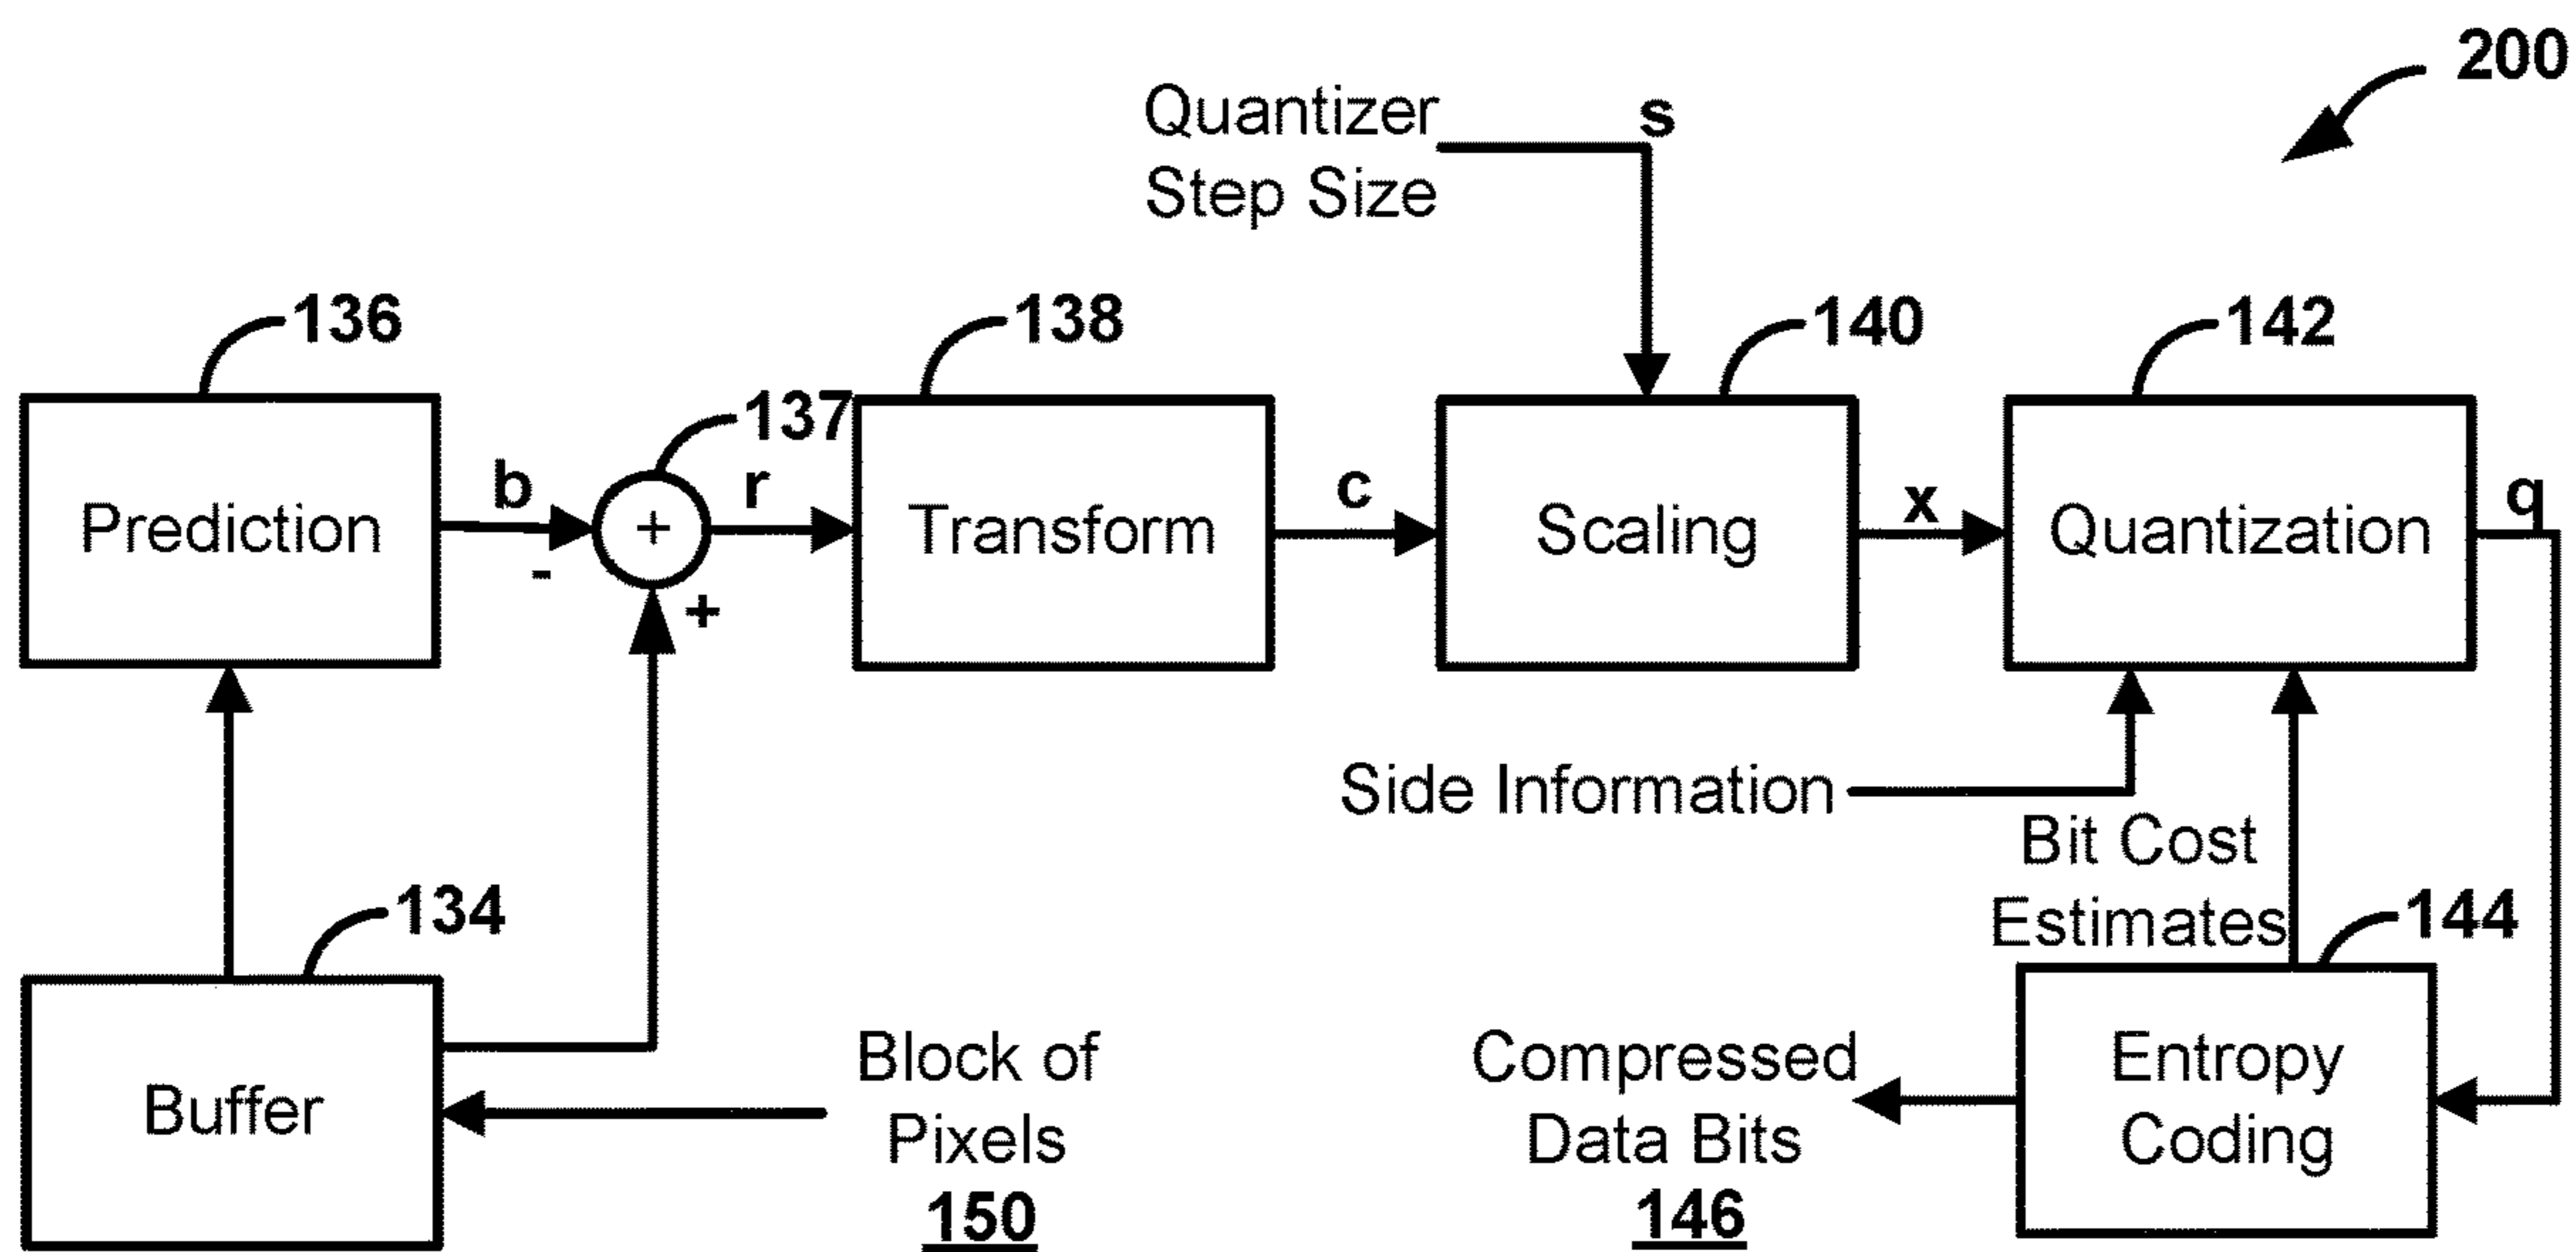 200
Quantizer
Step Size
s
136
138
140
142
137
Prediction
b
-
+
r
+
Transform
c
Scaling
x
Quantization
q
Side Information
Bit Cost
Estimates
134
144
Buffer
Block of
Pixels
150
Compressed
Data Bits
146
Entropy
Coding